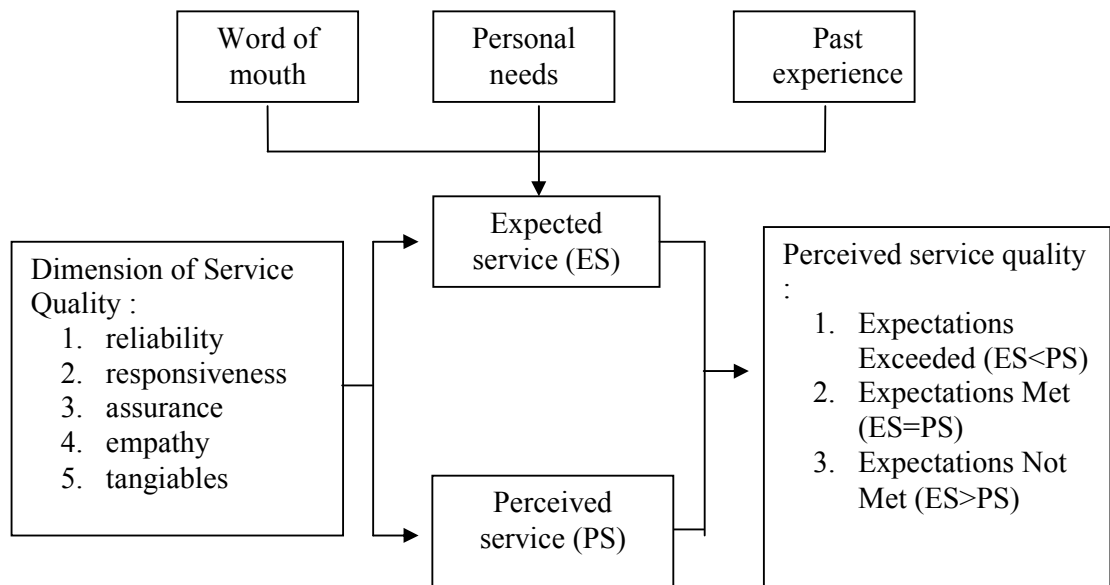 Word of
mouth
Personal
needs
Past
experience
Expected
service (ES)
Dimension of Service
Quality :
1. reliability
2. responsiveness
3. assurance
4. empathy
5. tangiables
Perceived
service (PS)
Perceived service quality
:
1. Expectations
Exceeded (ES<PS)
2. Expectations Met
(ES=PS)
3. Expectations Not
Met (ES>PS)